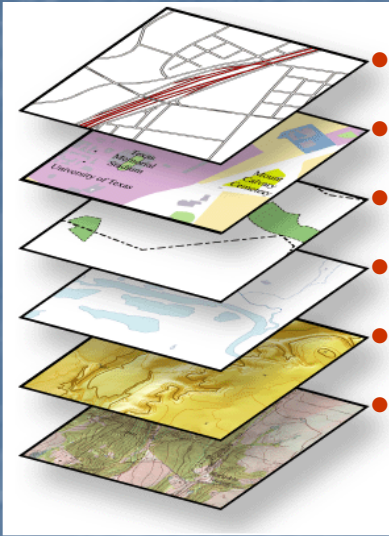 Texas
Memorial
Stadium
University of Texas
Mount
Calvary
Cemetery